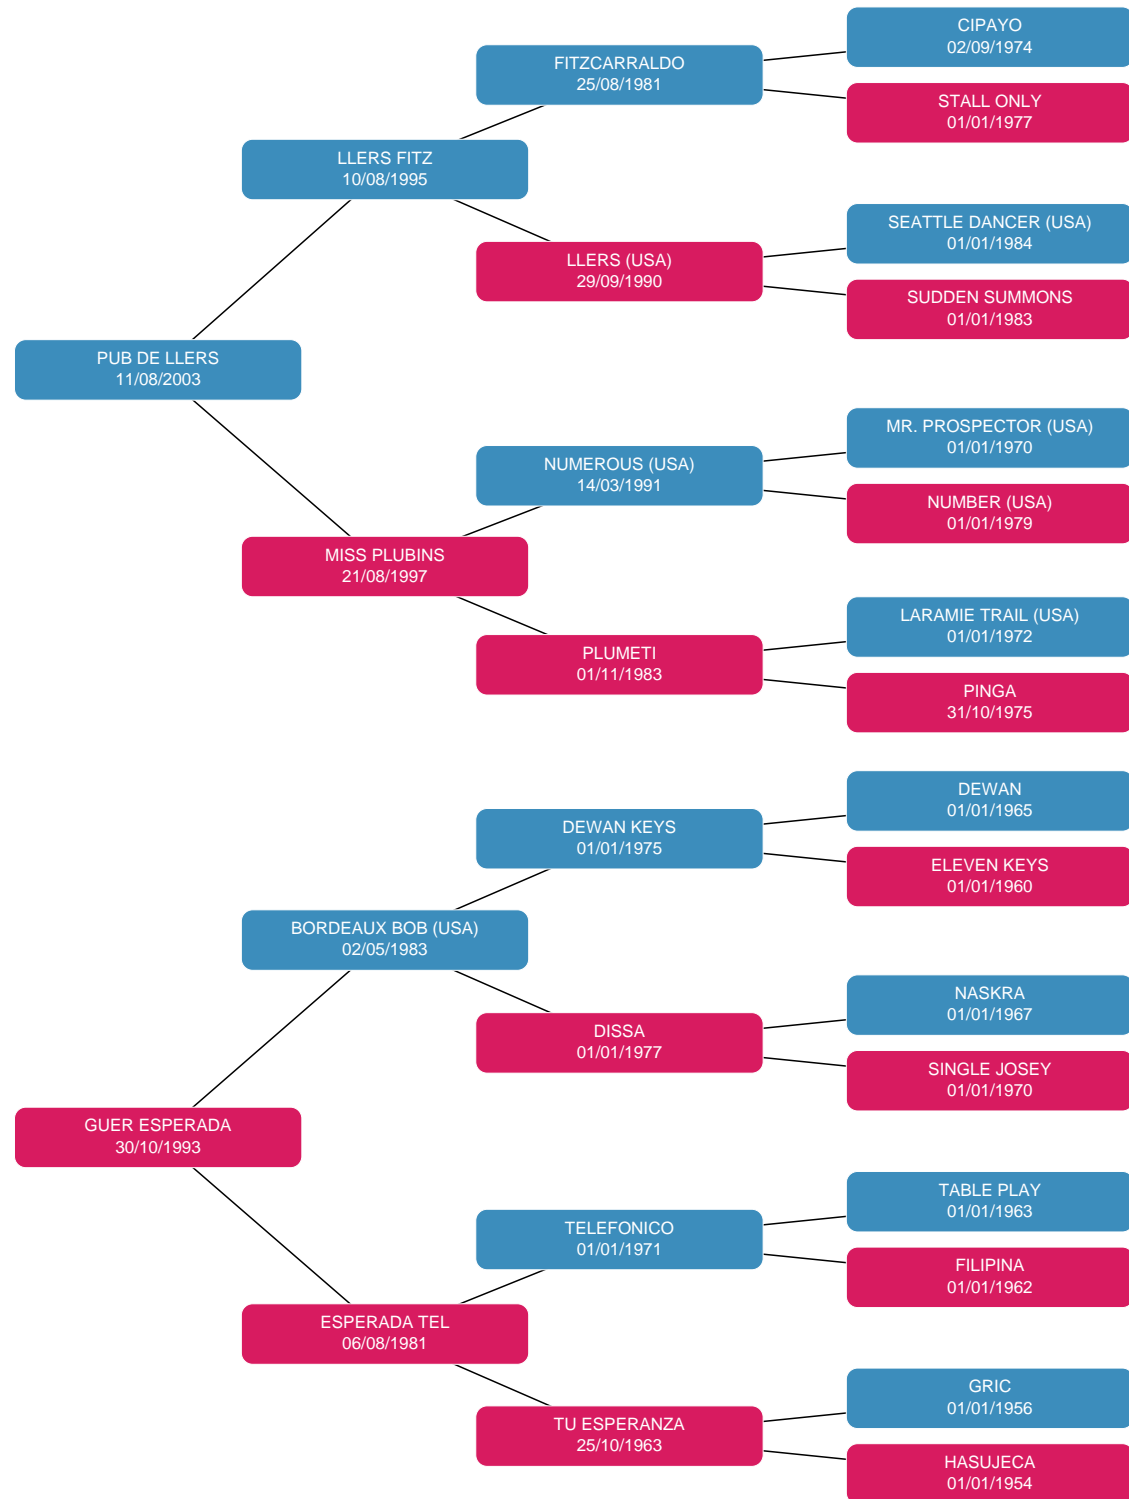 CIPAYO
02/09/1974
FITZCARRALDO
25/08/1981
STALL ONLY
01/01/1977
LLERS FITZ
10/08/1995
SEATTLE DANCER (USA)
01/01/1984
LLERS (USA)
29/09/1990
SUDDEN SUMMONS
01/01/1983
PUB DE LLERS
11/08/2003
MR. PROSPECTOR (USA)
01/01/1970
NUMEROUS (USA)
14/03/1991
NUMBER (USA)
01/01/1979
MISS PLUBINS
21/08/1997
LARAMIE TRAIL (USA)
01/01/1972
PLUMETI
01/11/1983
PINGA
31/10/1975
DEWAN
01/01/1965
DEWAN KEYS
01/01/1975
ELEVEN KEYS
01/01/1960
BORDEAUX BOB (USA)
02/05/1983
NASKRA
01/01/1967
DISSA
01/01/1977
SINGLE JOSEY
01/01/1970
GUER ESPERADA
30/10/1993
TABLE PLAY
01/01/1963
TELEFONICO
01/01/1971
FILIPINA
01/01/1962
ESPERADA TEL
06/08/1981
GRIC
01/01/1956
TU ESPERANZA
25/10/1963
HASUJECA
01/01/1954